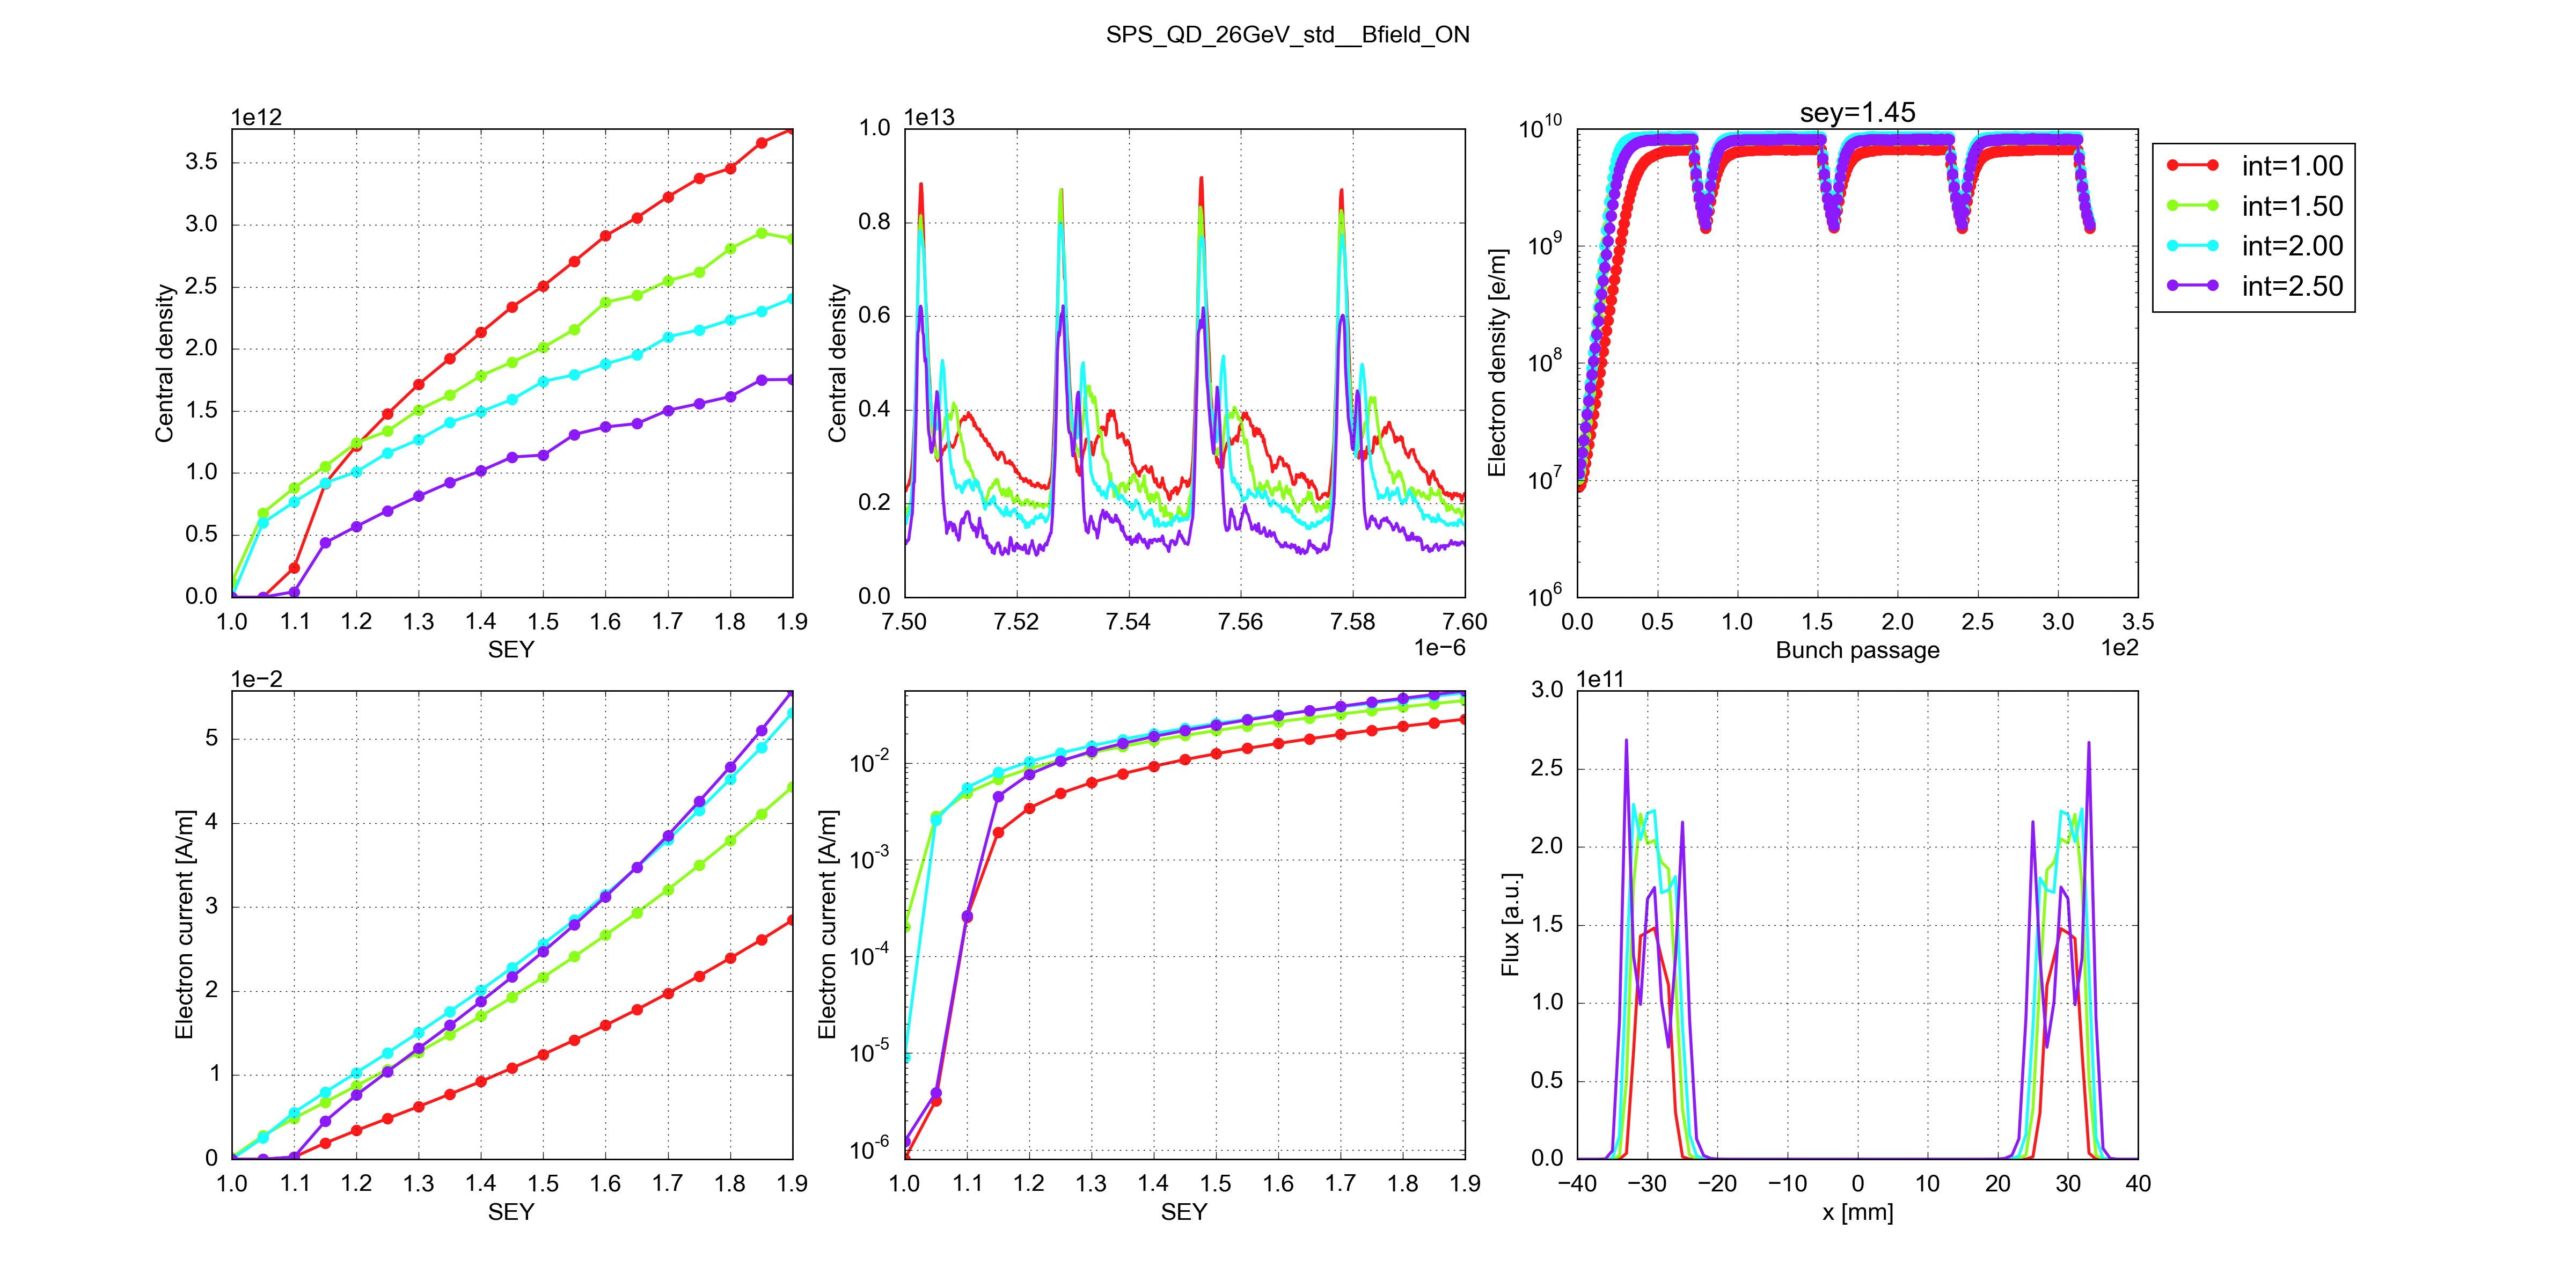 SPS_QD_26GeV_std__Bfield_ON
1e12
Central density
3.5
3.0
2.5
2.0
1.5
1.0
0.5
0.0
1.0 1.1 1.2 1.3 1.4 1.5 1.6 1.7 1.8 1.9
SEY
1e13
Central density
1.0
0.8
0.6
0.4
0.2
0.0
7.50 7.52 7.54 7.56 7.58 7.60
1e−6
sey=1.45
Electron density [e/m]
10^10
10^9
10^8
10^7
10^6
0.0 0.5 1.0 1.5 2.0 2.5 3.0 3.5
Bunch passage
1e2
int=1.00
int=1.50
int=2.00
int=2.50
1e−2
Electron current [A/m]
5
4
3
2
1
0
1.0 1.1 1.2 1.3 1.4 1.5 1.6 1.7 1.8 1.9
SEY
Electron current [A/m]
10^-2
10^-3
10^-4
10^-5
10^-6
1.0 1.1 1.2 1.3 1.4 1.5 1.6 1.7 1.8 1.9
SEY
1e11
Flux [a.u.]
3.0
2.5
2.0
1.5
1.0
0.5
0.0
−40 −30 −20 −10 0 10 20 30 40
x [mm]